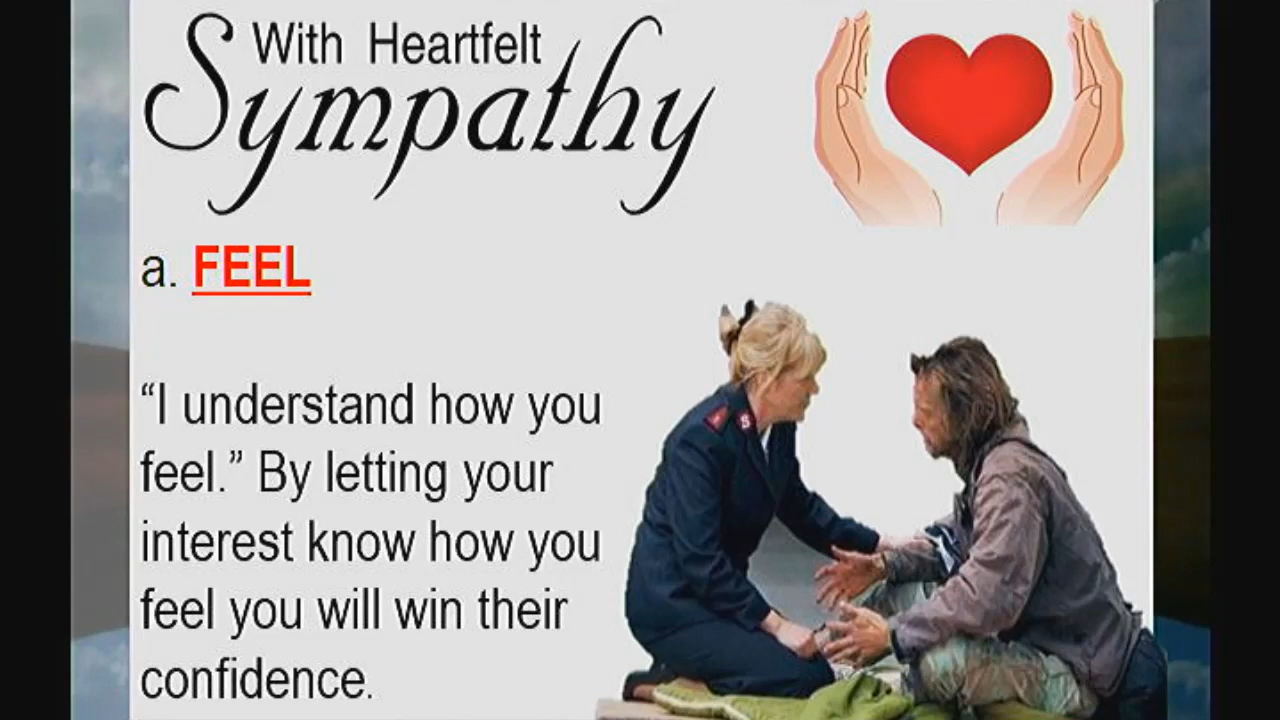 With Heartfelt
Sympathy
a. FEEL
“I understand how you
feel.” By letting your
interest know how you
feel you will win their
confidence.
S